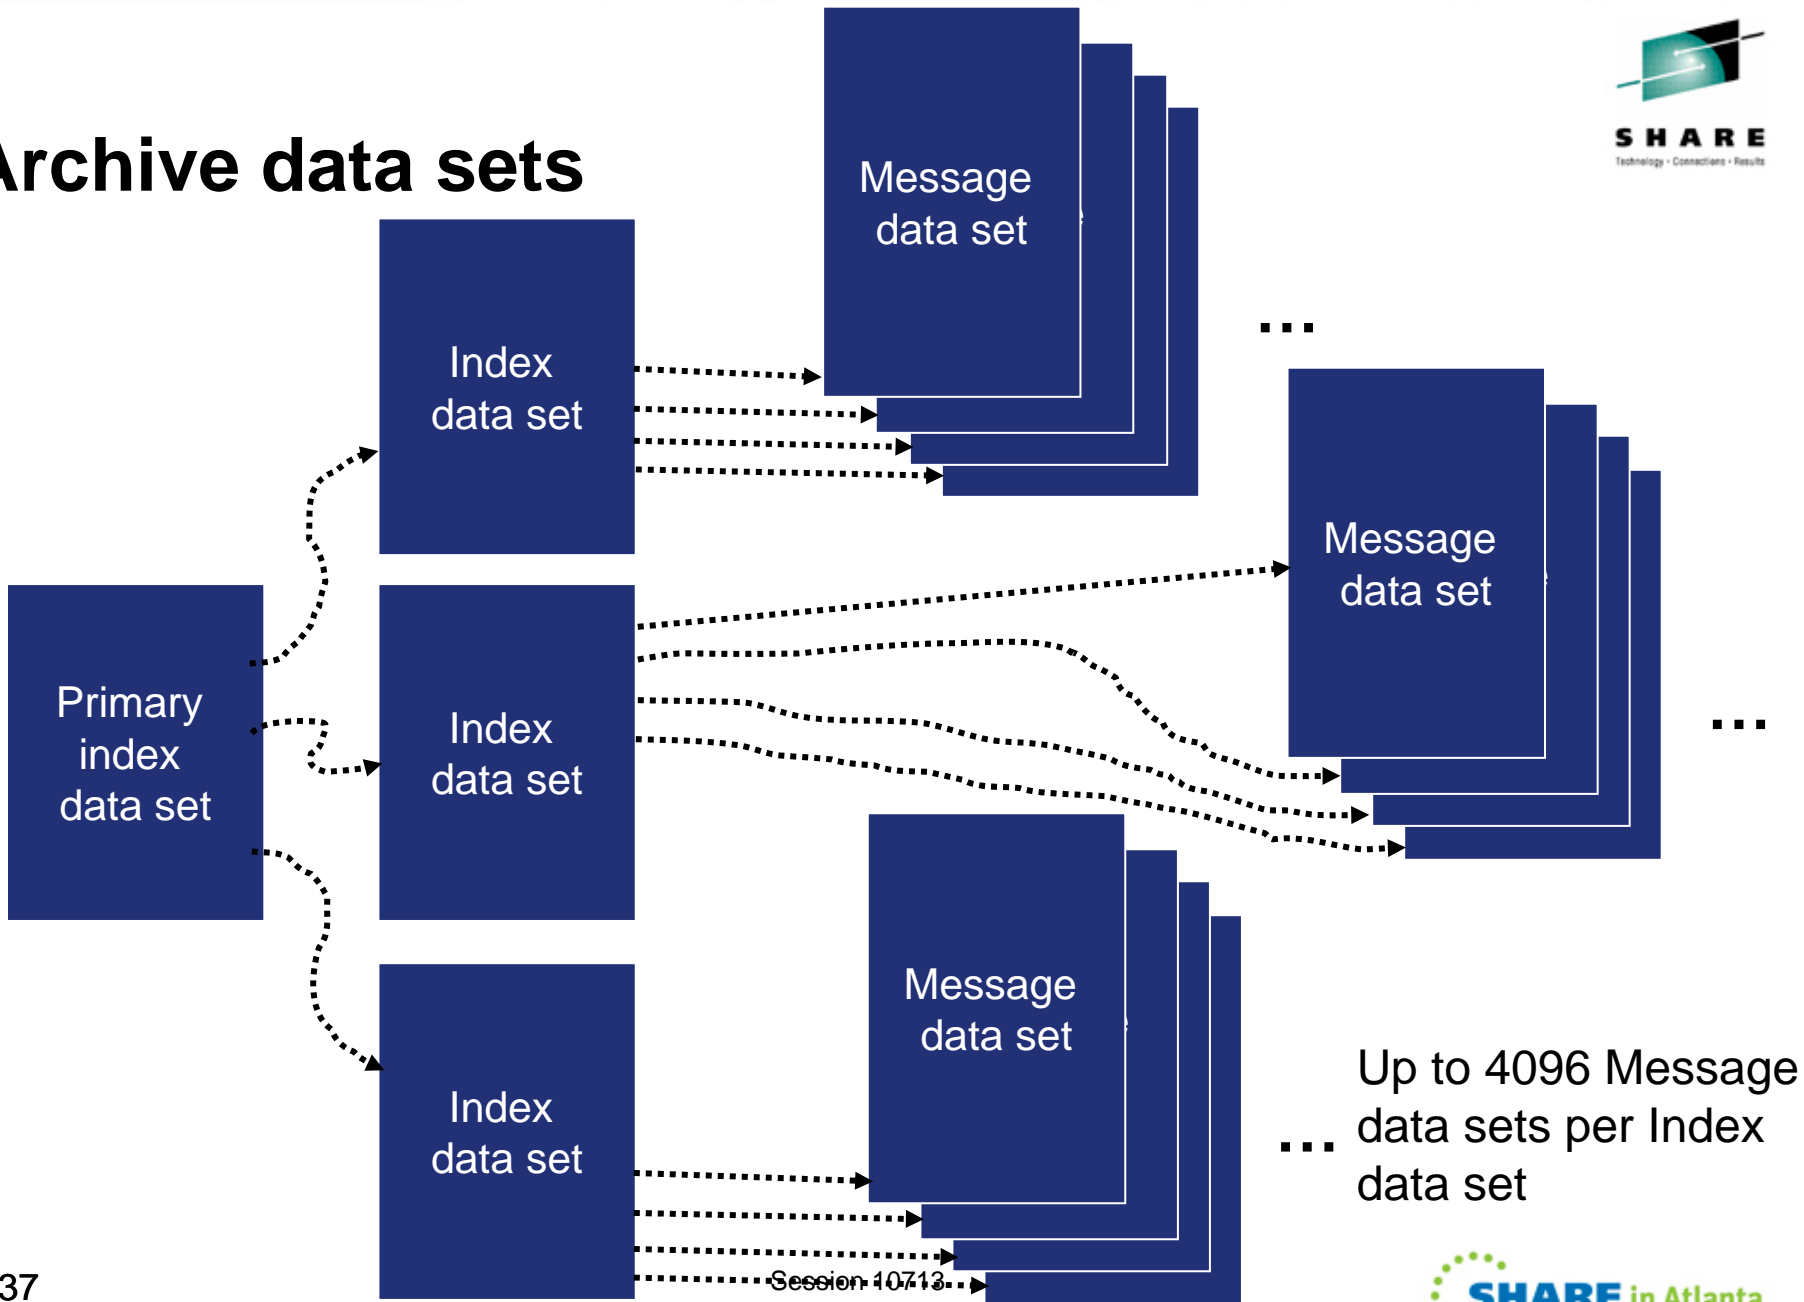 Archive data sets
SHARE
Technology · Connections · Results
Message
data set
Index
data set
Message
data set
Primary
index
data set
Index
data set
Message
data set
Index
data set
...
...
...
Up to 4096 Message
data sets per Index
data set
37
Session 10713
SHARE in Atlanta